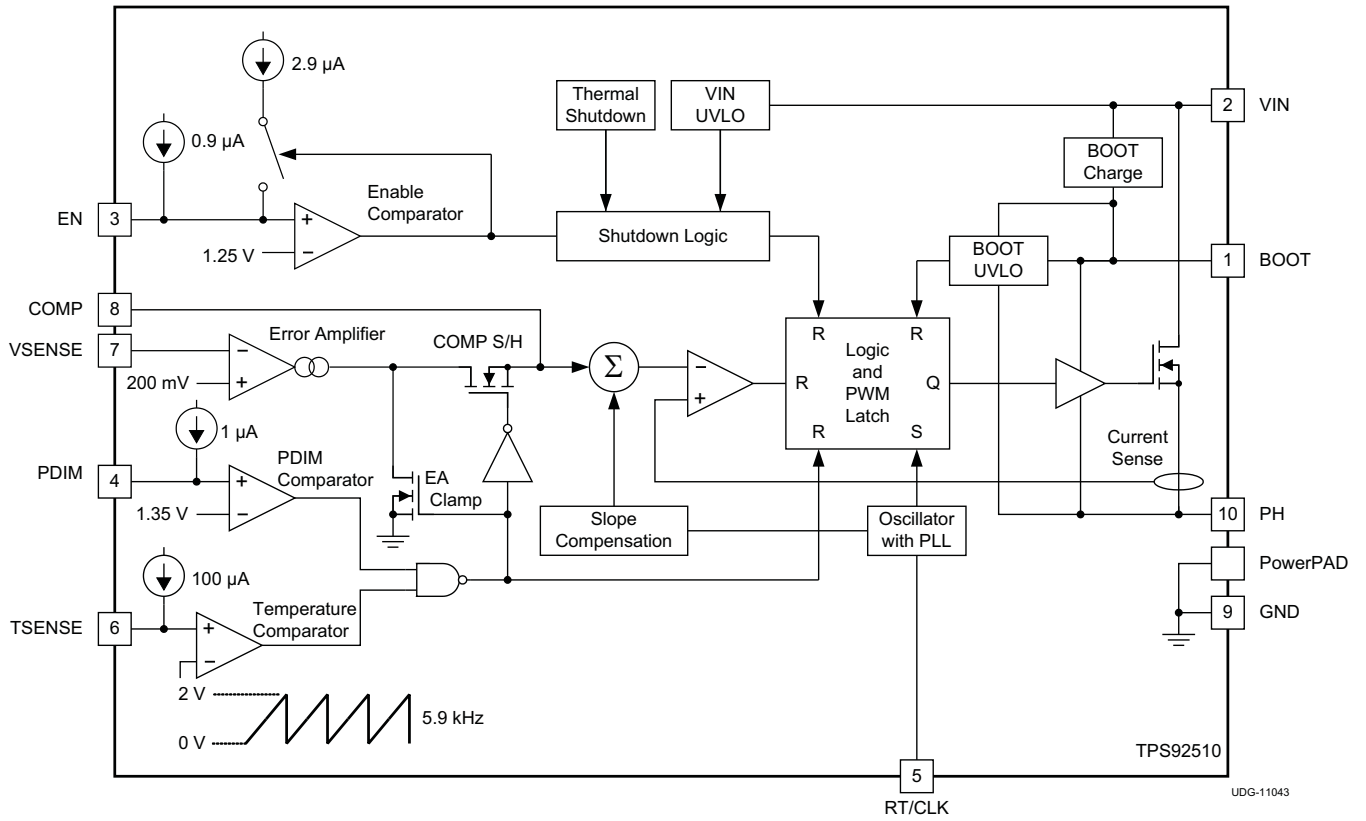 2.9 µA
0.9 µA
Thermal
Shutdown
VIN
UVLO
2
VIN
BOOT
Charge
EN
3
+
−
1.25 V
Enable
Comparator
Shutdown Logic
BOOT
UVLO
1
BOOT
COMP
8
VSENSE
7
Error Amplifier
−
+
200 mV
COMP S/H
Σ
−
+
R
R
R
R
Logic
and
PWM
Latch
Q
S
Current
Sense
1 µA
PDIM
4
PDIM
Comparator
+
−
1.35 V
EA
Clamp
Slope
Compensation
Oscillator
with PLL
10
PH
PowerPAD
9
GND
100 µA
TSENSE
6
+
−
Temperature
Comparator
2 V
0 V
5.9 kHz
TPS92510
5
RT/CLK
UDG-11043